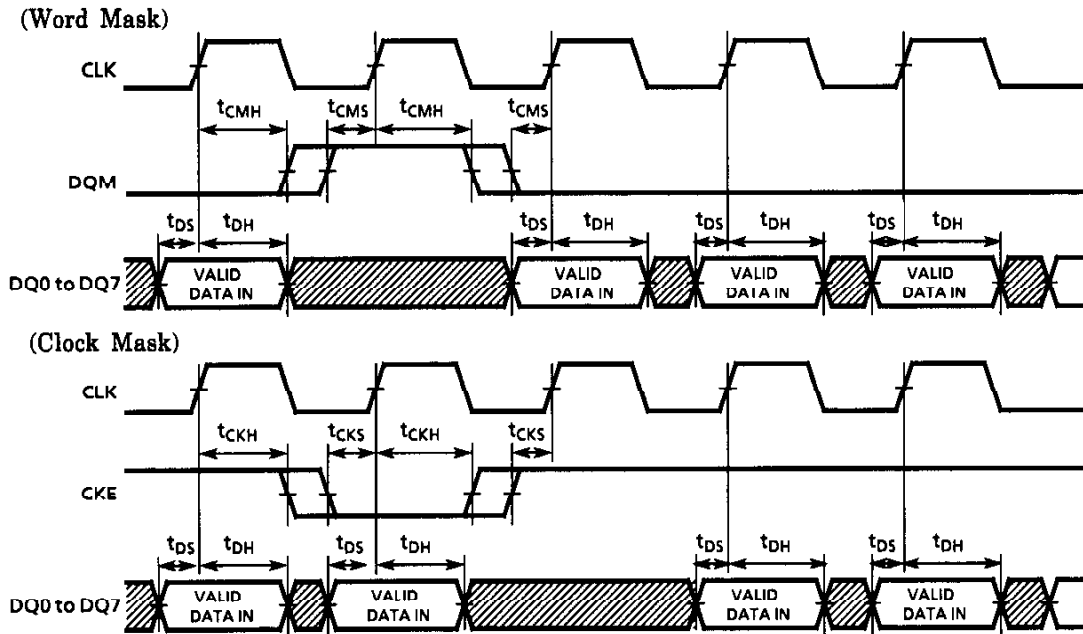 (Word Mask)
CLK
tCMH tCMS tCMH tCMS
DQM
tDS tDH tDS tDH tDS tDH tDS tDH
DQ0 to DQ7 VALID DATA IN VALID DATA IN VALID DATA IN VALID DATA IN
(Clock Mask)
CLK
tCKH tCKS tCKH tCKS
CKE
tDS tDH tDS tDH tDS tDH tDS tDH
DQ0 to DQ7 VALID DATA IN VALID DATA IN VALID DATA IN VALID DATA IN